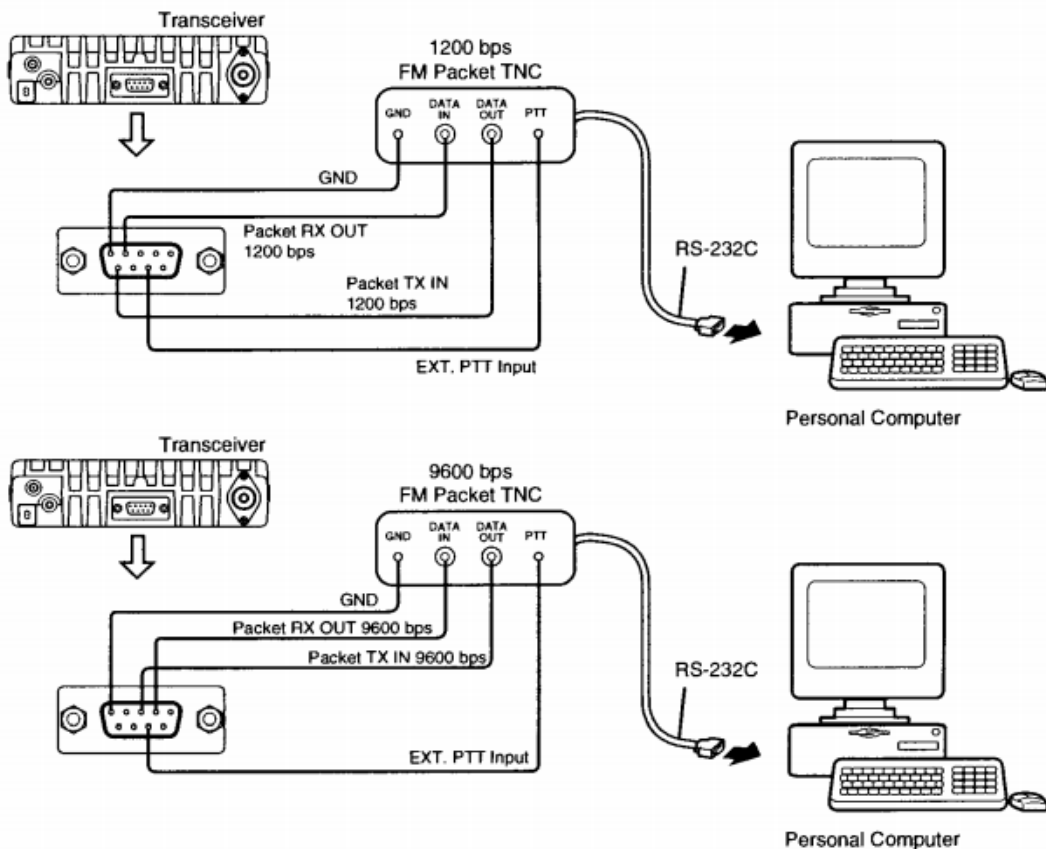 Transceiver
1200 bps
FM Packet TNC
GND
DATA
IN
DATA
OUT
PTT
GND
Packet RX OUT
1200 bps
RS-232C
Packet TX IN
1200 bps
EXT. PTT Input
Personal Computer
Transceiver
9600 bps
FM Packet TNC
GND
DATA
IN
DATA
OUT
PTT
GND
Packet RX OUT 9600 bps
Packet TX IN 9600 bps
RS-232C
EXT. PTT Input
Personal Computer